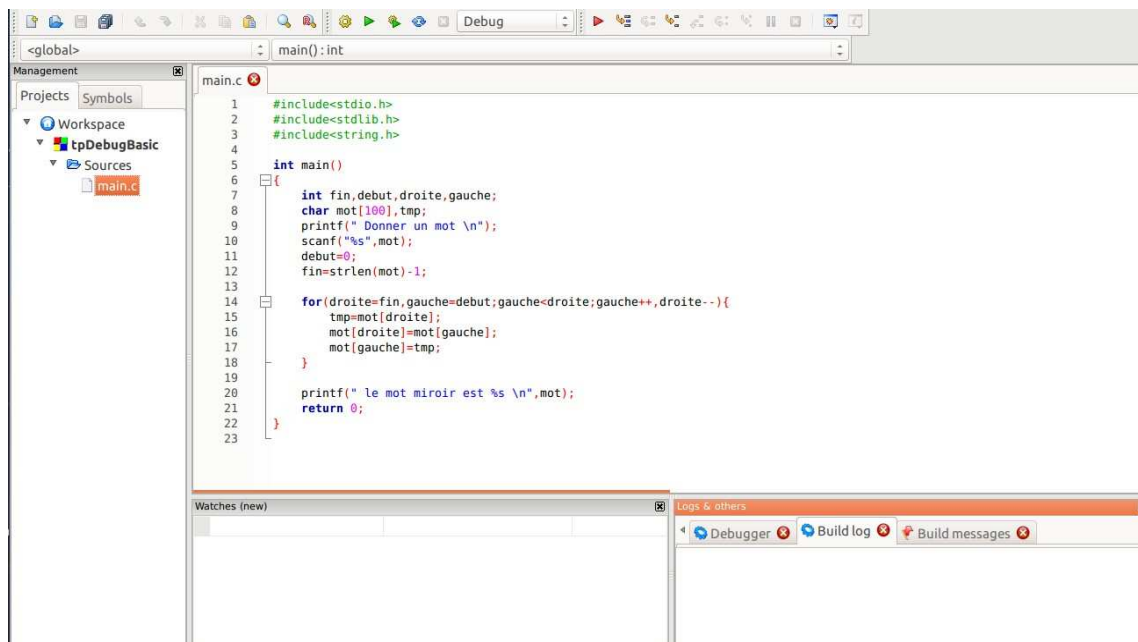 Debug
<global>
main() : int
Management
Projects
Symbols
Workspace
tpDebugBasic
Sources
main.c
main.c
1 #include<stdio.h>
2 #include<stdlib.h>
3 #include<string.h>
4
5 int main()
6 {
7 int fin,debut,droite,gauche;
8 char mot[100],tmp;
9 printf(" Donner un mot \n");
10 scanf("%s",mot);
11 debut=0;
12 fin=strlen(mot)-1;
13
14 for(droite=fin,gauche=debut;gauche<droite;gauche++,droite--){
15 tmp=mot[droite];
16 mot[droite]=mot[gauche];
17 mot[gauche]=tmp;
18 }
19
20 printf(" le mot miroir est %s \n",mot);
21 return 0;
22 }
23
Watches (new)
Logs & others
Debugger
Build log
Build messages